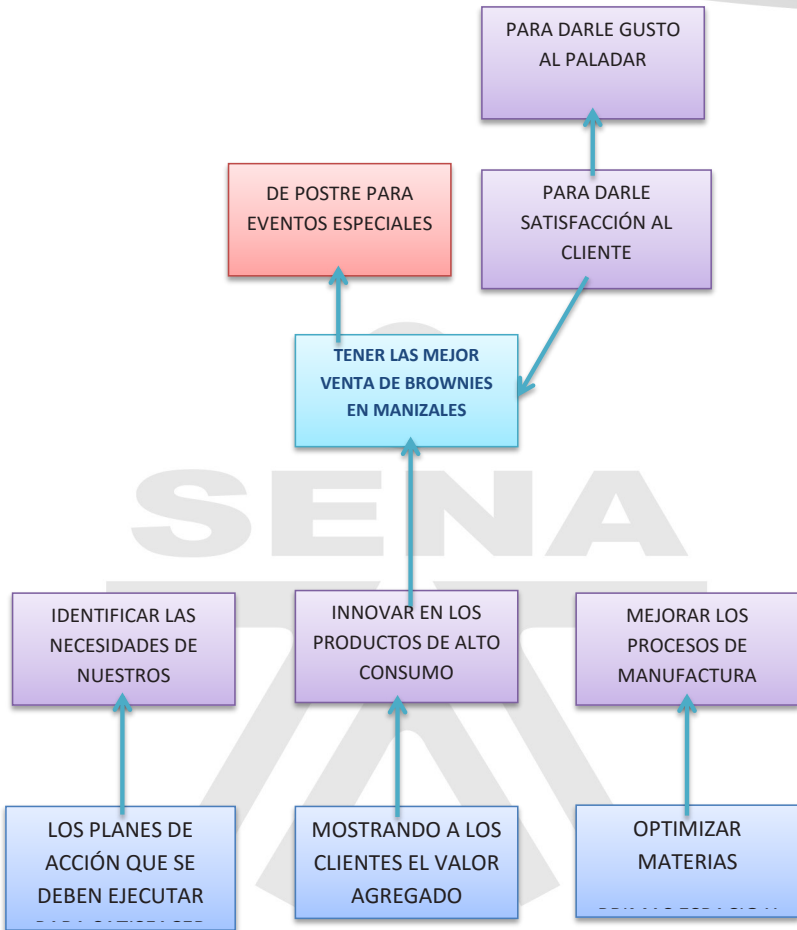 PARA DARLE GUSTO
AL PALADAR
DE POSTRE PARA
EVENTOS ESPECIALES
PARA DARLE
SATISFACCIÓN AL
CLIENTE
TENER LAS MEJOR
VENTA DE BROWNIES
EN MANIZALES
SENA
IDENTIFICAR LAS
NECESIDADES DE
NUESTROS
INNOVAR EN LOS
PRODUCTOS DE ALTO
CONSUMO
MEJORAR LOS
PROCESOS DE
MANUFACTURA
LOS PLANES DE
ACCIÓN QUE SE
DEBEN EJECUTAR
MOSTRANDO A LOS
CLIENTES EL VALOR
AGREGADO
OPTIMIZAR
MATERIAS